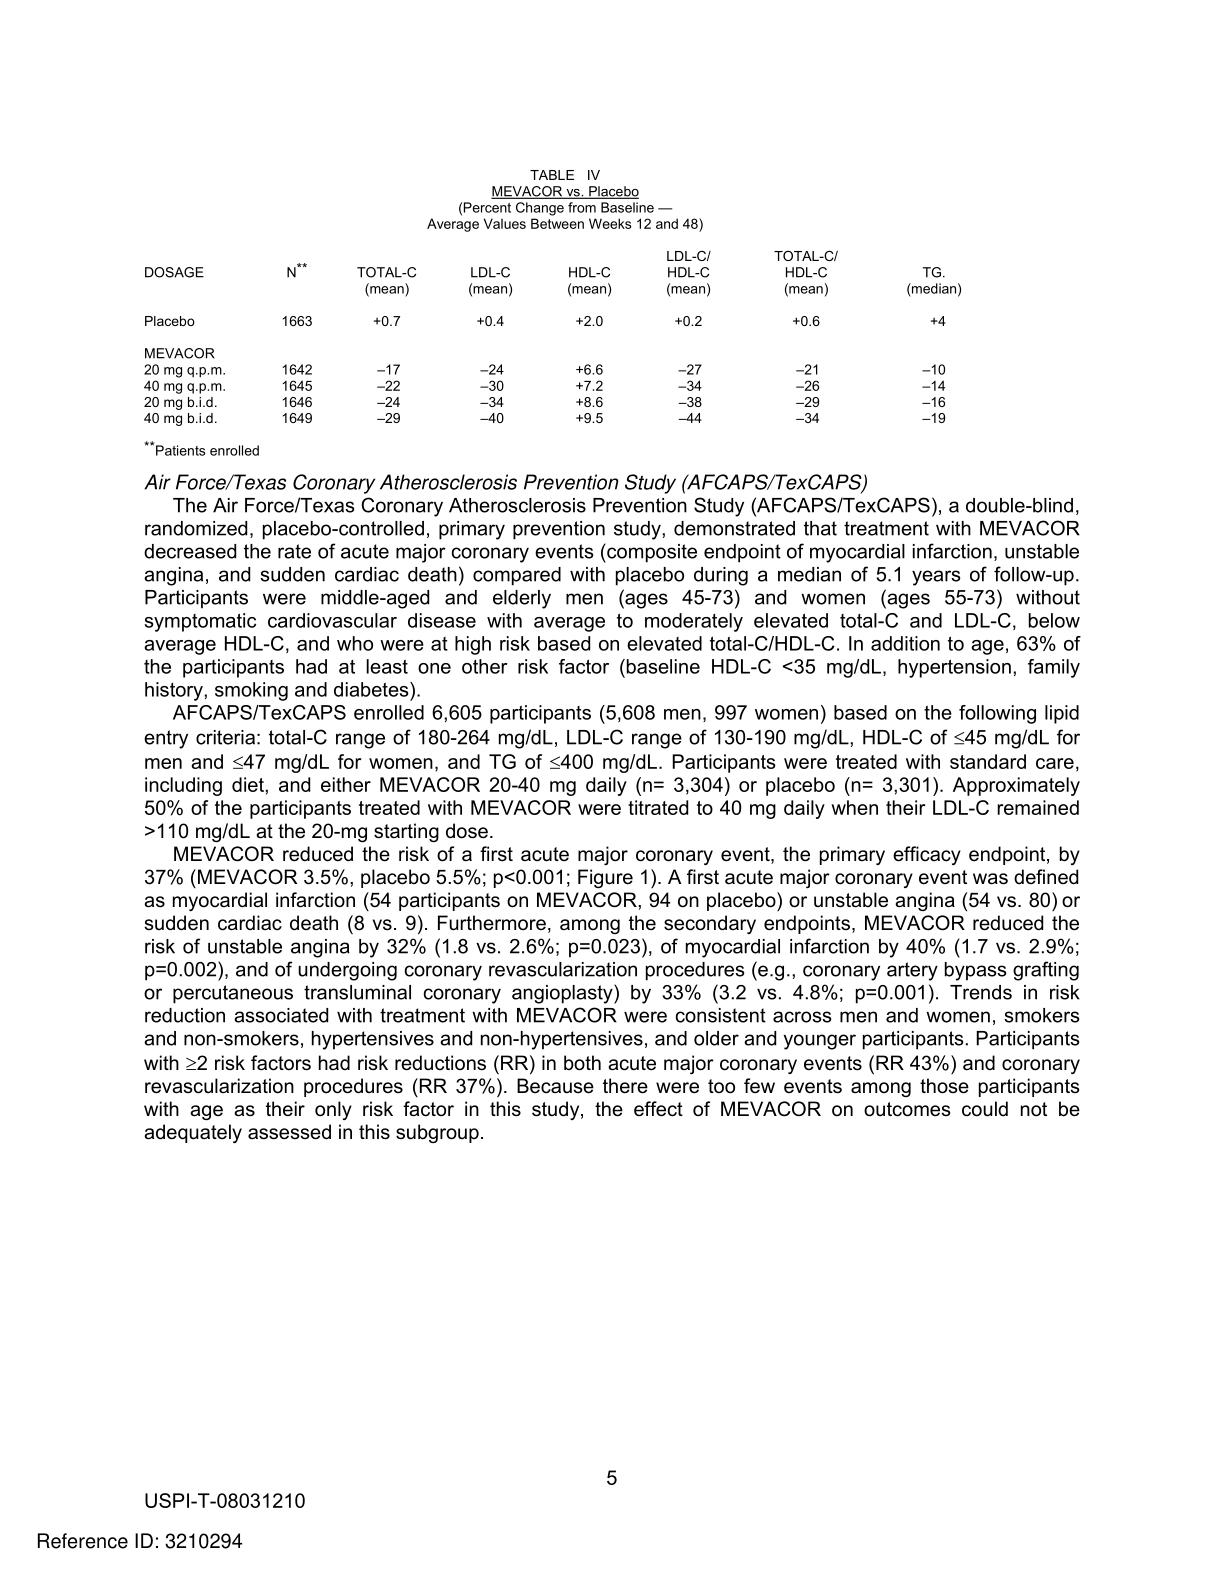 TABLE IV
MEVACOR vs. Placebo
(Percent Change from Baseline —
Average Values Between Weeks 12 and 48)
DOSAGE N** TOTAL-C (mean) LDL-C (mean) HDL-C (mean) LDL-C/ HDL-C (mean) TOTAL-C/ HDL-C (mean) TG. (median)
Placebo 1663 +0.7 +0.4 +2.0 +0.2 +0.6 +4
MEVACOR
20 mg q.p.m. 1642 –17 –24 +6.6 –27 –21 –10
40 mg q.p.m. 1645 –22 –30 +7.2 –34 –26 –14
20 mg b.i.d. 1646 –24 –34 +8.6 –38 –29 –16
40 mg b.i.d. 1649 –29 –40 +9.5 –44 –34 –19
**Patients enrolled
Air Force/Texas Coronary Atherosclerosis Prevention Study (AFCAPS/TexCAPS)
The Air Force/Texas Coronary Atherosclerosis Prevention Study (AFCAPS/TexCAPS), a double-blind,
randomized, placebo-controlled, primary prevention study, demonstrated that treatment with MEVACOR
decreased the rate of acute major coronary events (composite endpoint of myocardial infarction, unstable
angina, and sudden cardiac death) compared with placebo during a median of 5.1 years of follow-up.
Participants were middle-aged and elderly men (ages 45-73) and women (ages 55-73) without
symptomatic cardiovascular disease with average to moderately elevated total-C and LDL-C, below
average HDL-C, and who were at high risk based on elevated total-C/HDL-C. In addition to age, 63% of
the participants had at least one other risk factor (baseline HDL-C <35 mg/dL, hypertension, family
history, smoking and diabetes).
AFCAPS/TexCAPS enrolled 6,605 participants (5,608 men, 997 women) based on the following lipid
entry criteria: total-C range of 180-264 mg/dL, LDL-C range of 130-190 mg/dL, HDL-C of ≤45 mg/dL for
men and ≤47 mg/dL for women, and TG of ≤400 mg/dL. Participants were treated with standard care,
including diet, and either MEVACOR 20-40 mg daily (n= 3,304) or placebo (n= 3,301). Approximately
50% of the participants treated with MEVACOR were titrated to 40 mg daily when their LDL-C remained
>110 mg/dL at the 20-mg starting dose.
MEVACOR reduced the risk of a first acute major coronary event, the primary efficacy endpoint, by
37% (MEVACOR 3.5%, placebo 5.5%; p<0.001; Figure 1). A first acute major coronary event was defined
as myocardial infarction (54 participants on MEVACOR, 94 on placebo) or unstable angina (54 vs. 80) or
sudden cardiac death (8 vs. 9). Furthermore, among the secondary endpoints, MEVACOR reduced the
risk of unstable angina by 32% (1.8 vs. 2.6%; p=0.023), of myocardial infarction by 40% (1.7 vs. 2.9%;
p=0.002), and of undergoing coronary revascularization procedures (e.g., coronary artery bypass grafting
or percutaneous transluminal coronary angioplasty) by 33% (3.2 vs. 4.8%; p=0.001). Trends in risk
reduction associated with treatment with MEVACOR were consistent across men and women, smokers
and non-smokers, hypertensives and non-hypertensives, and older and younger participants. Participants
with ≥2 risk factors had risk reductions (RR) in both acute major coronary events (RR 43%) and coronary
revascularization procedures (RR 37%). Because there were too few events among those participants
with age as their only risk factor in this study, the effect of MEVACOR on outcomes could not be
adequately assessed in this subgroup.
5
USPI-T-08031210
Reference ID: 3210294